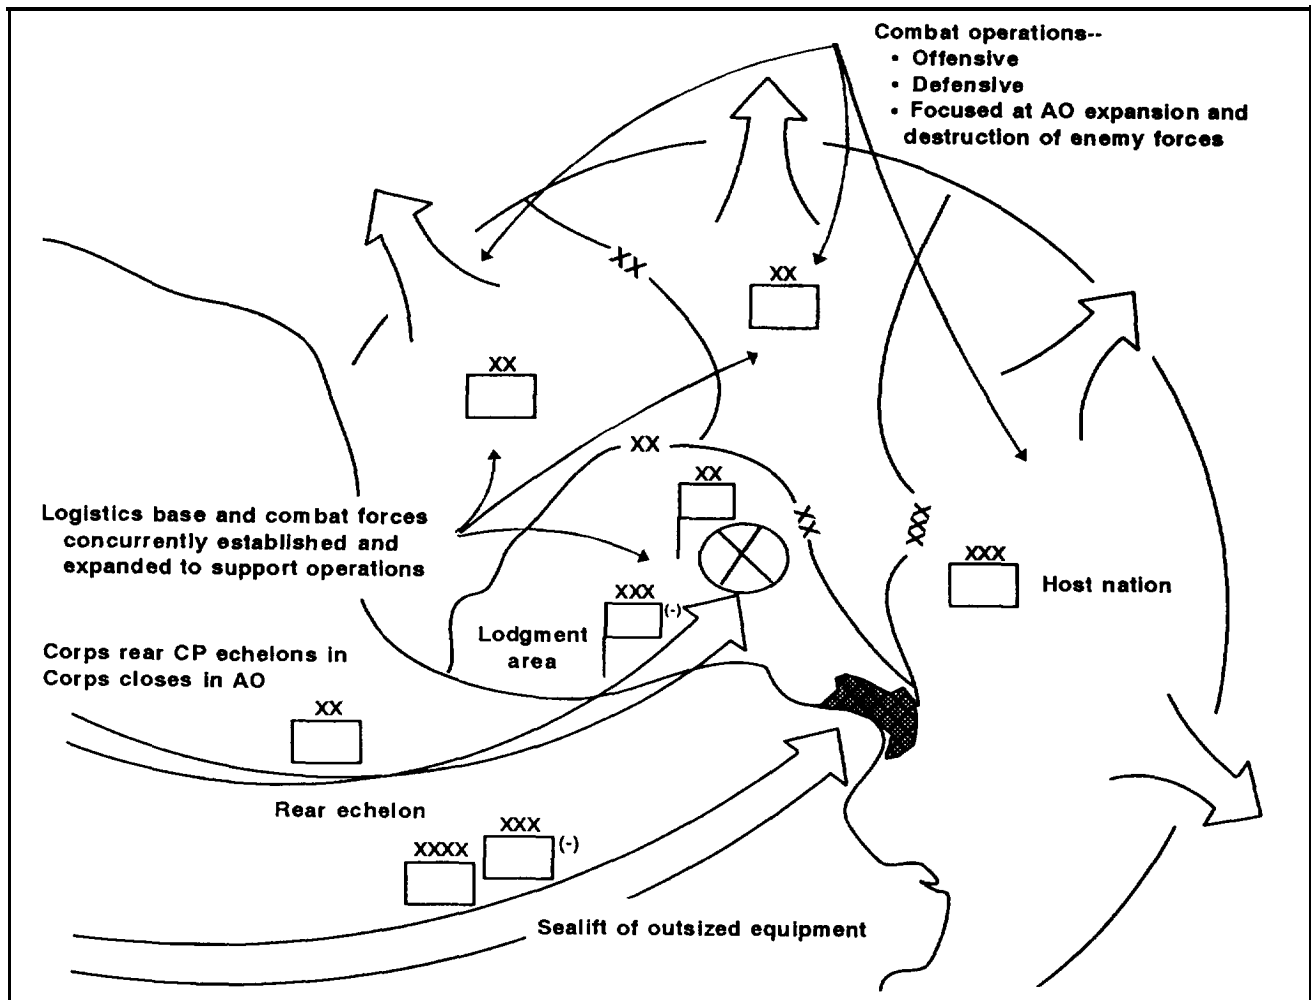 Combat operations--
• Offensive
• Defensive
• Focused at AO expansion and
destruction of enemy forces
XX
XX
XX
XX
XX
XX
XXX
XXX
Host nation
Logistics base and combat forces
concurrently established and
expanded to support operations
XXX
(-)
Lodgment
area
Corps rear CP echelons in
Corps closes in AO
XX
Rear echelon
XXX
(-)
XXXX
Sealift of outsized equipment